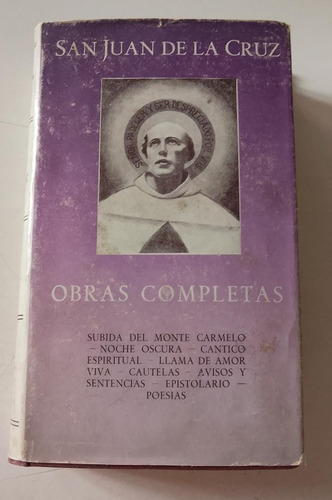 SAN JUAN DE LA CRUZ
OBRAS COMPLETAS
SUBIDA DEL MONTE CARMELO
– NOCHE OSCURA – CANTICO
ESPIRITUAL – LLAMA DE AMOR
VIVA – CAUTELAS – AVISOS Y
SENTENCIAS – EPISTOLARIO –
POESIAS